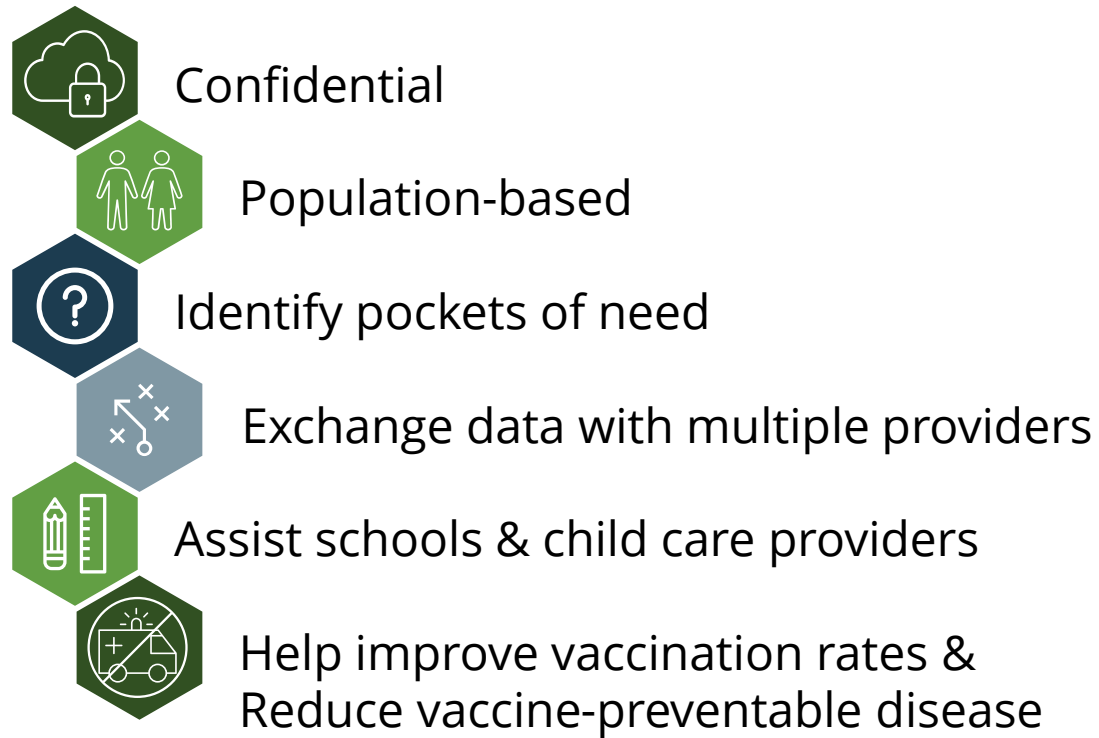 Confidential
Population-based
Identify pockets of need
Exchange data with multiple providers
Assist schools & child care providers
Help improve vaccination rates &
Reduce vaccine-preventable disease